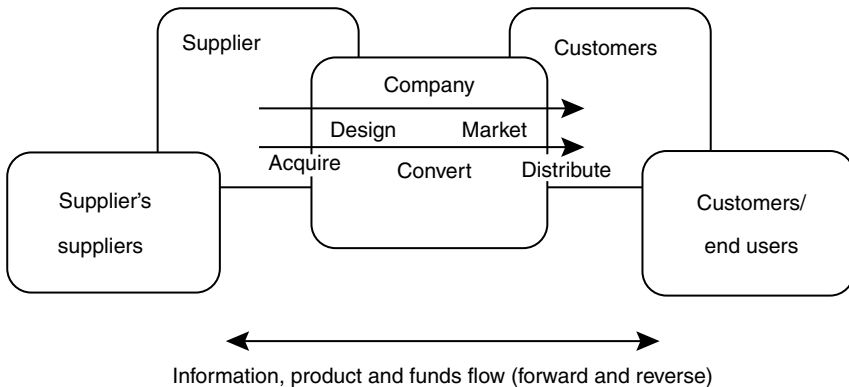 Supplier
Customers
Company
Design
Market
Acquire
Convert
Distribute
Supplier's
suppliers
Customers/
end users
Information, product and funds flow (forward and reverse)